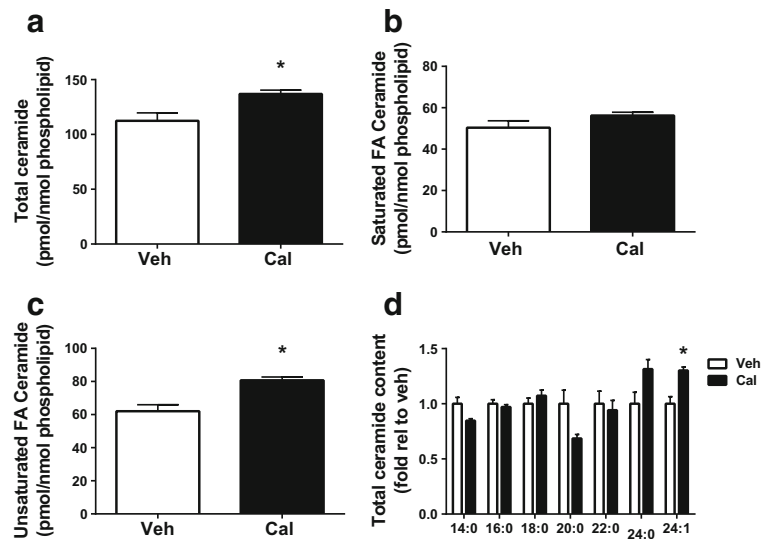 a
*
Total ceramide
(pmol/nmol phospholipid)
150
100
50
0
Veh Cal
b
Saturated FA Ceramide
(pmol/nmol phospholipid)
80
60
40
20
0
Veh Cal
c
*
Unsaturated FA Ceramide
(pmol/nmol phospholipid)
100
80
60
40
20
0
Veh Cal
d
*
Veh
Cal
Total ceramide content
(fold rel to veh)
1.5
1.0
0.5
0.0
14:0 16:0 18:0 20:0 22:0 24:0 24:1